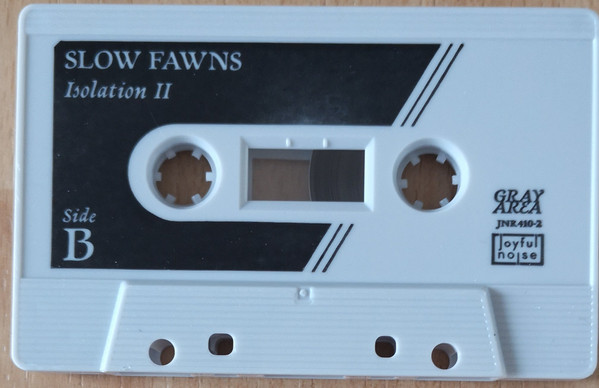 SLOW FAWNS
Isolation II
Side
B
GRAY
AREA
JNR410-2
joyful
noise